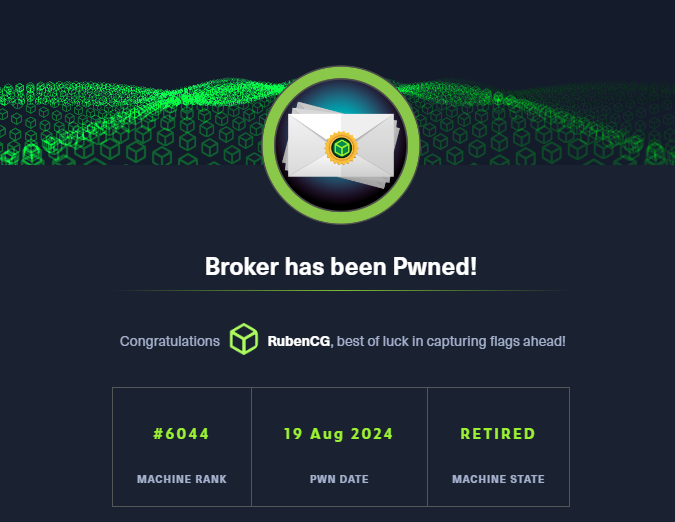 Broker has been Pwned!
Congratulations RubenCG, best of luck in capturing flags ahead!
#6044 19 Aug 2024 RETIRED
MACHINE RANK PWN DATE MACHINE STATE